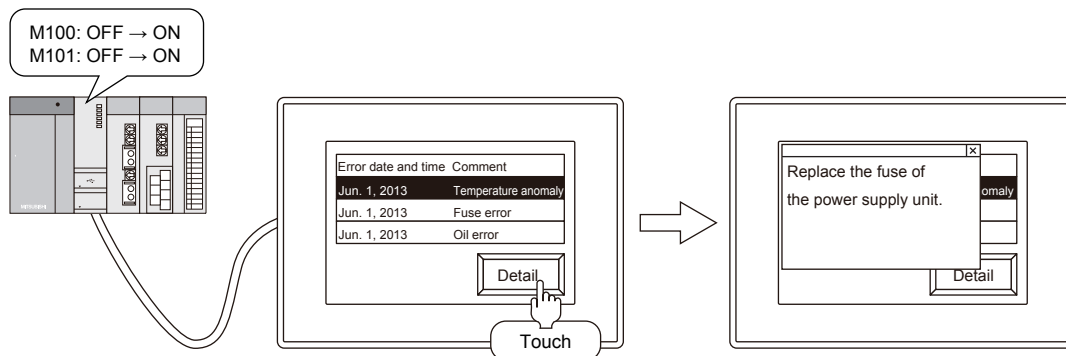 M100: OFF → ON
M101: OFF → ON
MITSUBISHI
Error date and time Comment
Jun. 1, 2013 Temperature anomaly
Jun. 1, 2013 Fuse error
Jun. 1, 2013 Oil error
Detail
Touch
Replace the fuse of
the power supply unit.
omaly
Detail